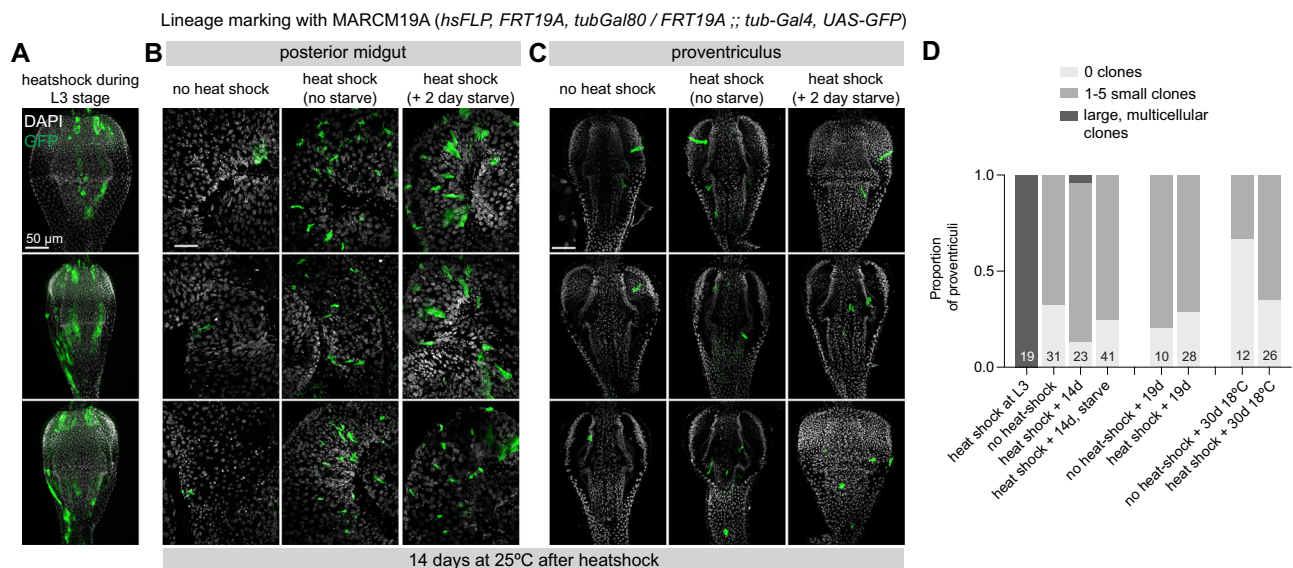 Lineage marking with MARCM19A (hsFLP, FRT19A, tubGal80 / FRT19A ;; tub-Gal4, UAS-GFP)
A
heatshock during
L3 stage
DAPI
GFP
50 µm
B
posterior midgut
no heat shock
heat shock
(no starve)
heat shock
(+ 2 day starve)
C
proventriculus
no heat shock
heat shock
(no starve)
heat shock
(+ 2 day starve)
14 days at 25ºC after heatshock
D
0 clones
1-5 small clones
large, multicellular
clones
Proportion
of proventriculi
1.0
0.5
0.0
19
31
23
41
10
28
12
26
heat shock at L3
no heat-shock
heat shock + 14d
heat shock + 14d, starve
no heat-shock + 19d
heat shock + 19d
no heat-shock + 30d 18ºC
heat shock + 30d 18ºC